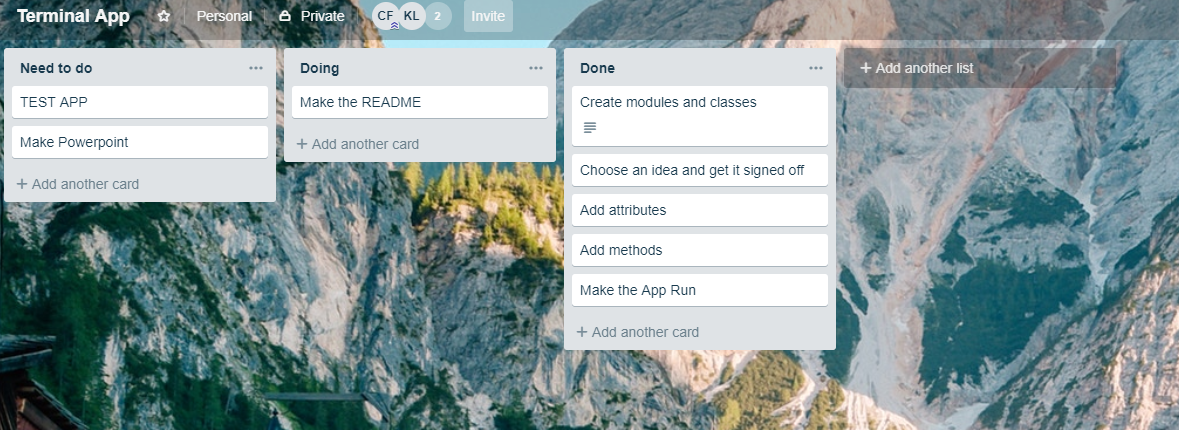 Terminal App
Personal
Private
CF
KL
2
Invite
Need to do
TEST APP
Make Powerpoint
+ Add another card
Doing
Make the README
+ Add another card
Done
Create modules and classes
Choose an idea and get it signed off
Add attributes
Add methods
Make the App Run
+ Add another card
+ Add another list